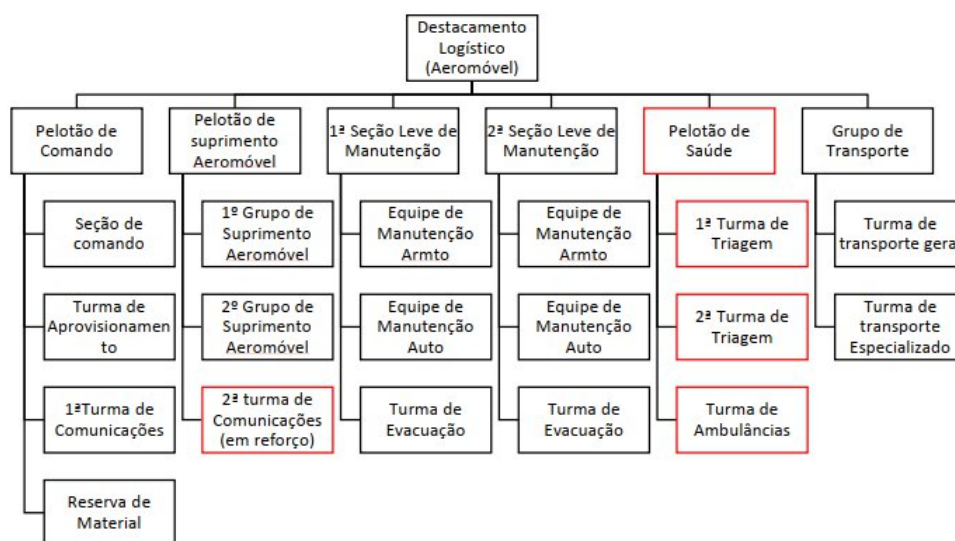 Destacamento
Logístico
(Aeromóvel)
Pelotão de
Comando
Pelotão de
suprimento
Aeromóvel
1ª Seção Leve de
Manutenção
2ª Seção Leve de
Manutenção
Pelotão de
Saúde
Grupo de
Transporte
Seção de
comando
1º Grupo de
Suprimento
Aeromóvel
Equipe de
Manutenção
Armto
Equipe de
Manutenção
Armto
1ª Turma de
Triagem
Turma de
transporte geral
Turma de
Aprovisionamen
to
2º Grupo de
Suprimento
Aeromóvel
Equipe de
Manutenção
Auto
Equipe de
Manutenção
Auto
2ª Turma de
Triagem
Turma de
transporte
Especializado
1ªTurma de
Comunicações
2ª turma de
Comunicações
(em reforço)
Turma de
Evacuação
Turma de
Evacuação
Turma de
Ambulâncias
Reserva de
Material